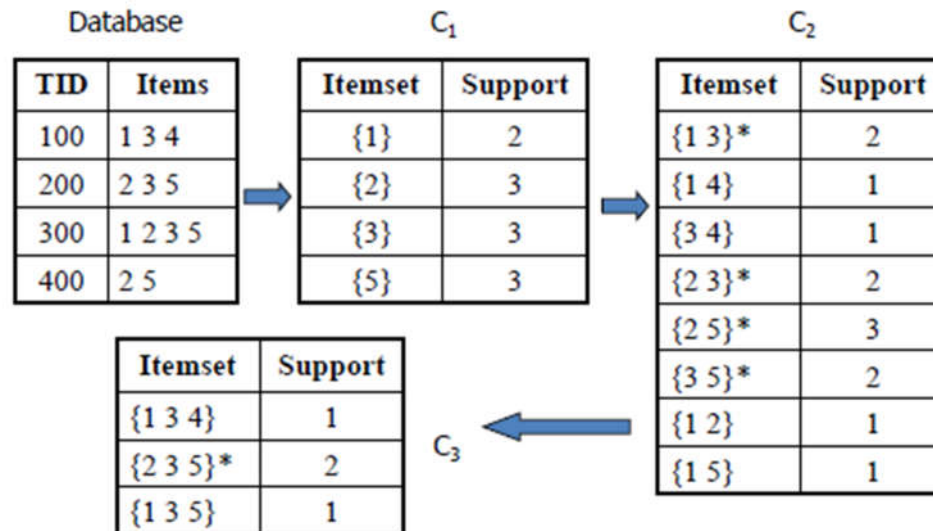 Database
TID Items
100 1 3 4
200 2 3 5
300 1 2 3 5
400 2 5
C1
Itemset Support
{1} 2
{2} 3
{3} 3
{5} 3
C2
Itemset Support
{1 3}* 2
{1 4} 1
{3 4} 1
{2 3}* 2
{2 5}* 3
{3 5}* 2
{1 2} 1
{1 5} 1
C3
Itemset Support
{1 3 4} 1
{2 3 5}* 2
{1 3 5} 1